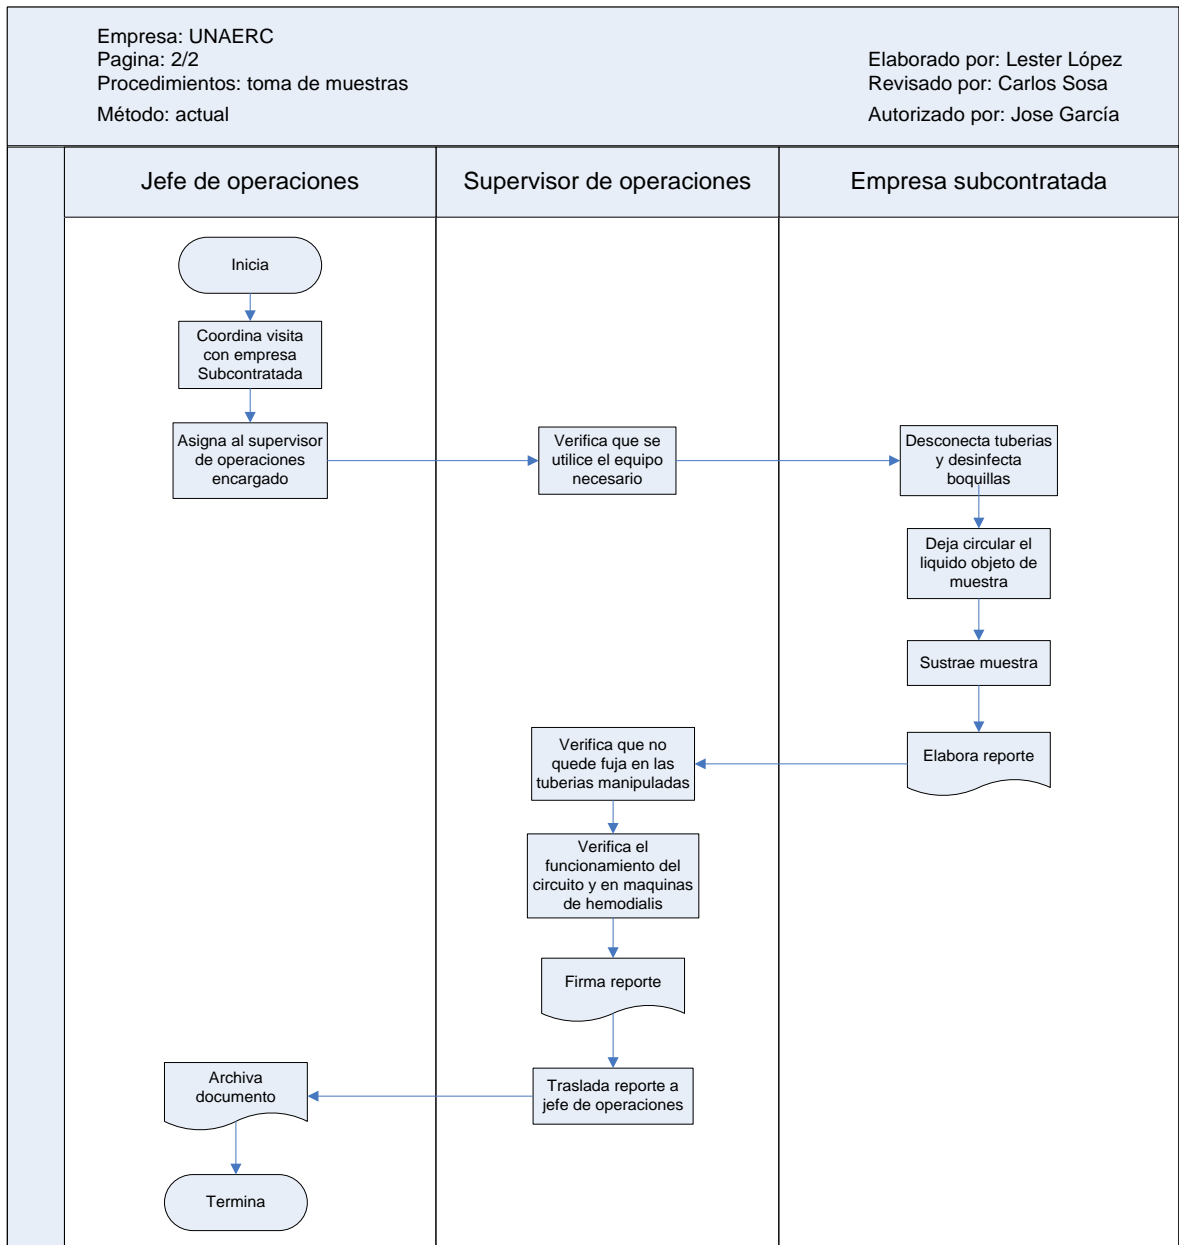 Empresa: UNAERC
Pagina: 2/2
Procedimientos: toma de muestras
Método: actual
Elaborado por: Lester López
Revisado por: Carlos Sosa
Autorizado por: Jose García
Jefe de operaciones
Supervisor de operaciones
Empresa subcontratada
Inicia
Coordina visita
con empresa
Subcontratada
Asigna al supervisor
de operaciones
encargado
Verifica que se
utilice el equipo
necesario
Desconecta tuberias
y desinfecta
boquillas
Deja circular el
liquido objeto de
muestra
Sustrae muestra
Elabora reporte
Verifica que no
quede fuja en las
tuberias manipuladas
Verifica el
funcionamiento del
circuito y en maquinas
de hemodialis
Firma reporte
Traslada reporte a
jefe de operaciones
Archiva
documento
Termina